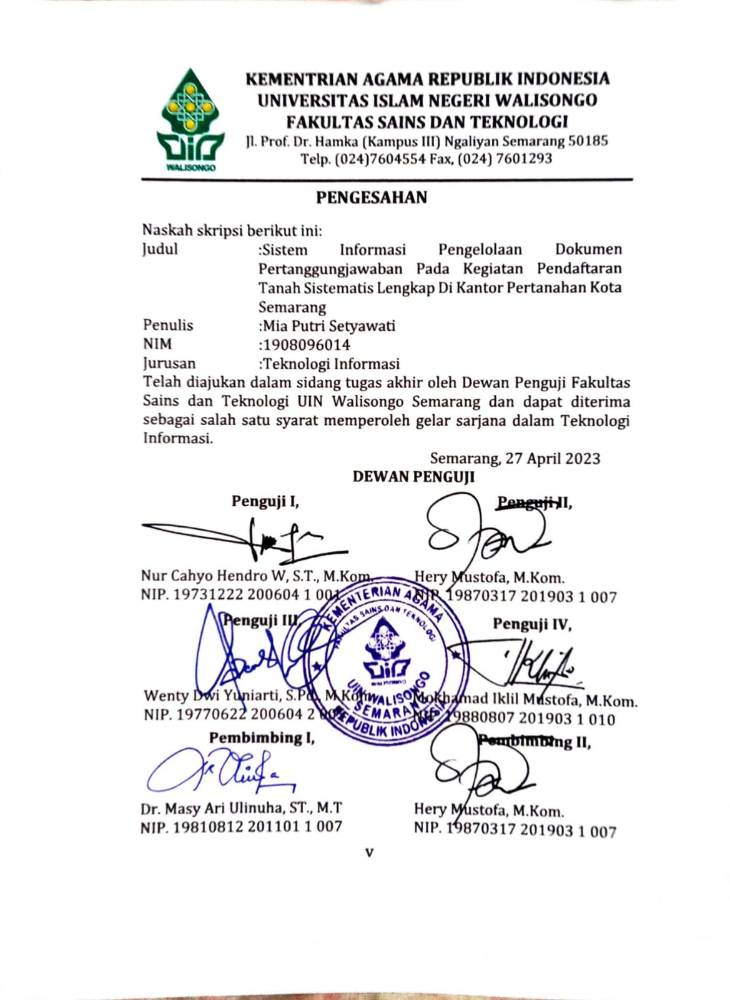 KEMENTRIAN AGAMA REPUBLIK INDONESIA
UNIVERSITAS ISLAM NEGERI WALISONGO
FAKULTAS SAINS DAN TEKNOLOGI
Jl. Prof. Dr. Hamka (Kampus III) Ngaliyan Semarang 50185
Telp. (024)7604554 Fax, (024) 7601293
UIN
WALISONGO
PENGESAHAN
Naskah skripsi berikut ini:
Judul :Sistem Informasi Pengelolaan Dokumen
Pertanggungjawaban Pada Kegiatan Pendaftaran
Tanah Sistematis Lengkap Di Kantor Pertanahan Kota
Semarang
Penulis :Mia Putri Setyawati
NIM :1908096014
Jurusan :Teknologi Informasi
Telah diajukan dalam sidang tugas akhir oleh Dewan Penguji Fakultas
Sains dan Teknologi UIN Walisongo Semarang dan dapat diterima
sebagai salah satu syarat memperoleh gelar sarjana dalam Teknologi
Informasi.
Semarang, 27 April 2023
DEWAN PENGUJI
Penguji I, Penguji II,
Nur Cahyo Hendro W, S.T., M.Kom. Hery Mustofa, M.Kom.
NIP. 19731222 200604 1 001 NIP. 19870317 201903 1 007
Penguji III, Penguji IV,
Wenty Dwi Yuniarti, S.Pd, M.Kom Mokhamad Iklil Mustofa, M.Kom.
NIP. 19770622 200604 2 NIP. 19880807 201903 1 010
KEMENTERIAN AGAMA
FAKULTAS SAINS DAN TEKNOLOGI
UIN
WALISONGO
UIN WALISONGO
SEMARANG
REPUBLIK INDONESIA
Pembimbing I, Pembimbing II,
Dr. Masy Ari Ulinuha, ST., M.T Hery Mustofa, M.Kom.
NIP. 19810812 201101 1 007 NIP. 19870317 201903 1 007
v